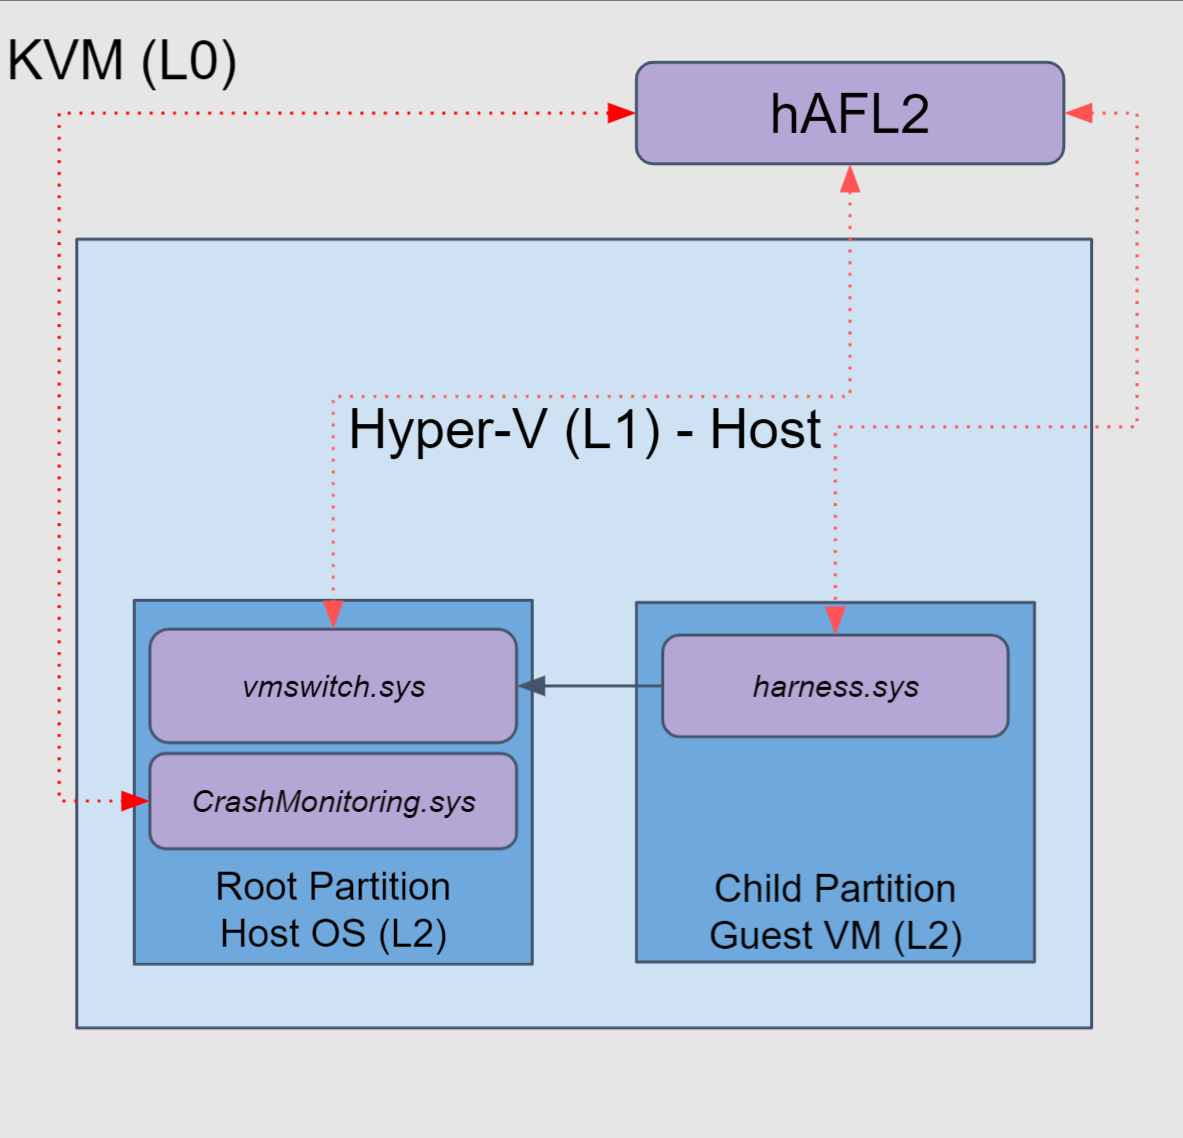 KVM (L0)
hAFL2
Hyper-V (L1) - Host
vmswitch.sys
CrashMonitoring.sys
Root Partition
Host OS (L2)
harness.sys
Child Partition
Guest VM (L2)